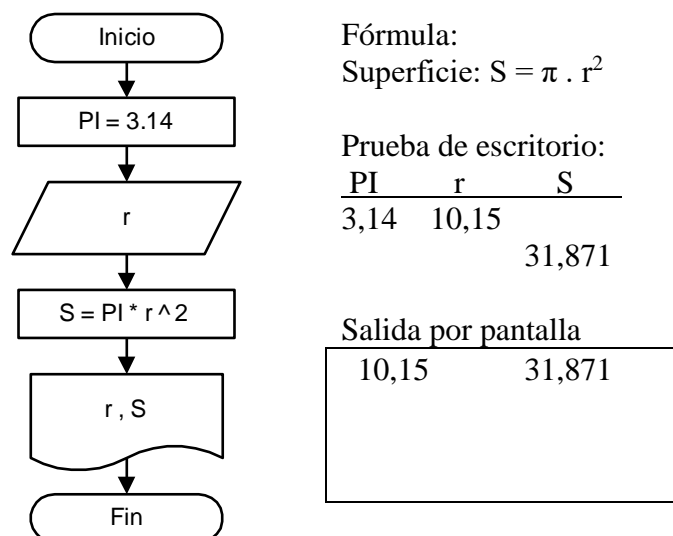 Inicio
PI = 3.14
r
S = PI * r ^ 2
r , S
Fin
Fórmula:
Superficie: S = π . r²
Prueba de escritorio:
PI r S
3,14 10,15
31,871
Salida por pantalla
10,15 31,871